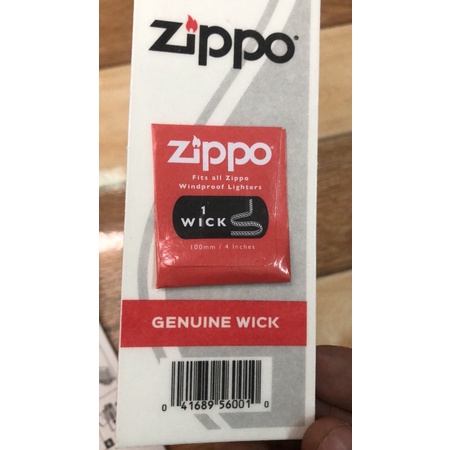 zippo
zippo
Fits all Zippo
Windproof Lighters
1
WICK
100mm / 4 Inches
GENUINE WICK
0 41689 56001 0